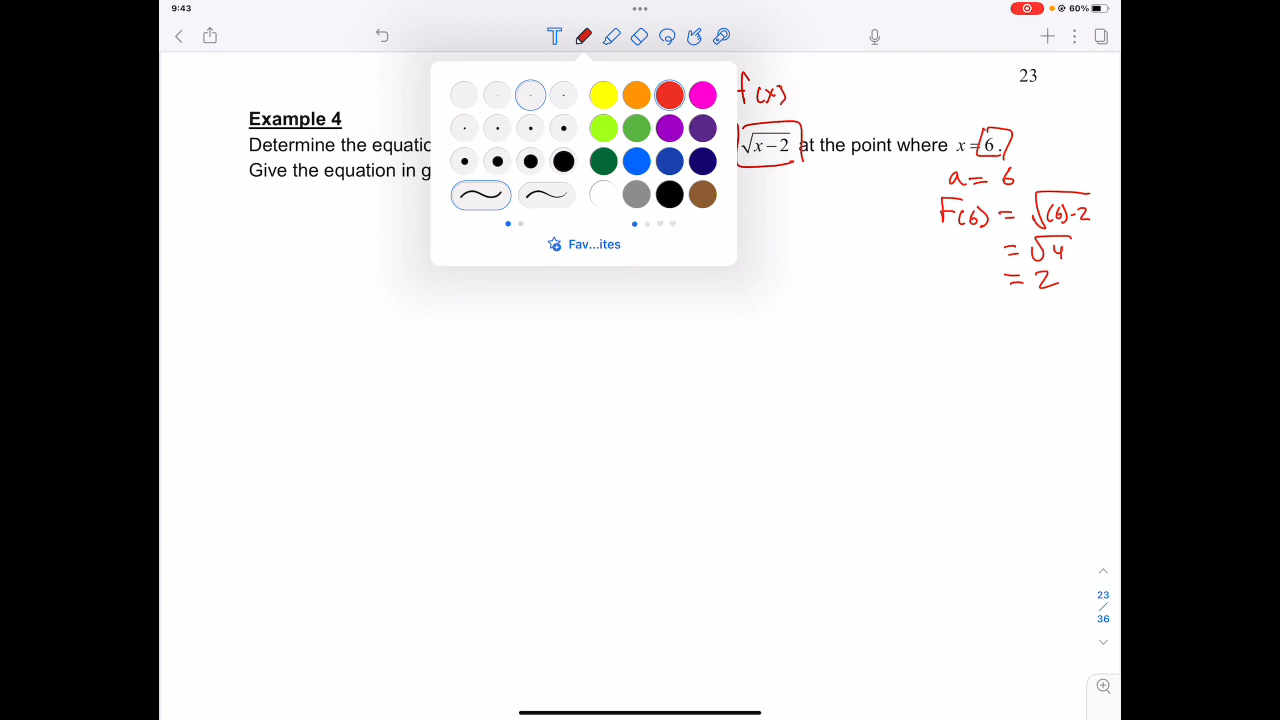 9:43
60%
T
23
f(x)
Example 4
Determine the equatio √x−2 at the point where x = 6.
Give the equation in g
a = 6
F(6) = √(6)-2
= √4
= 2
Fav...ites
23
/
36